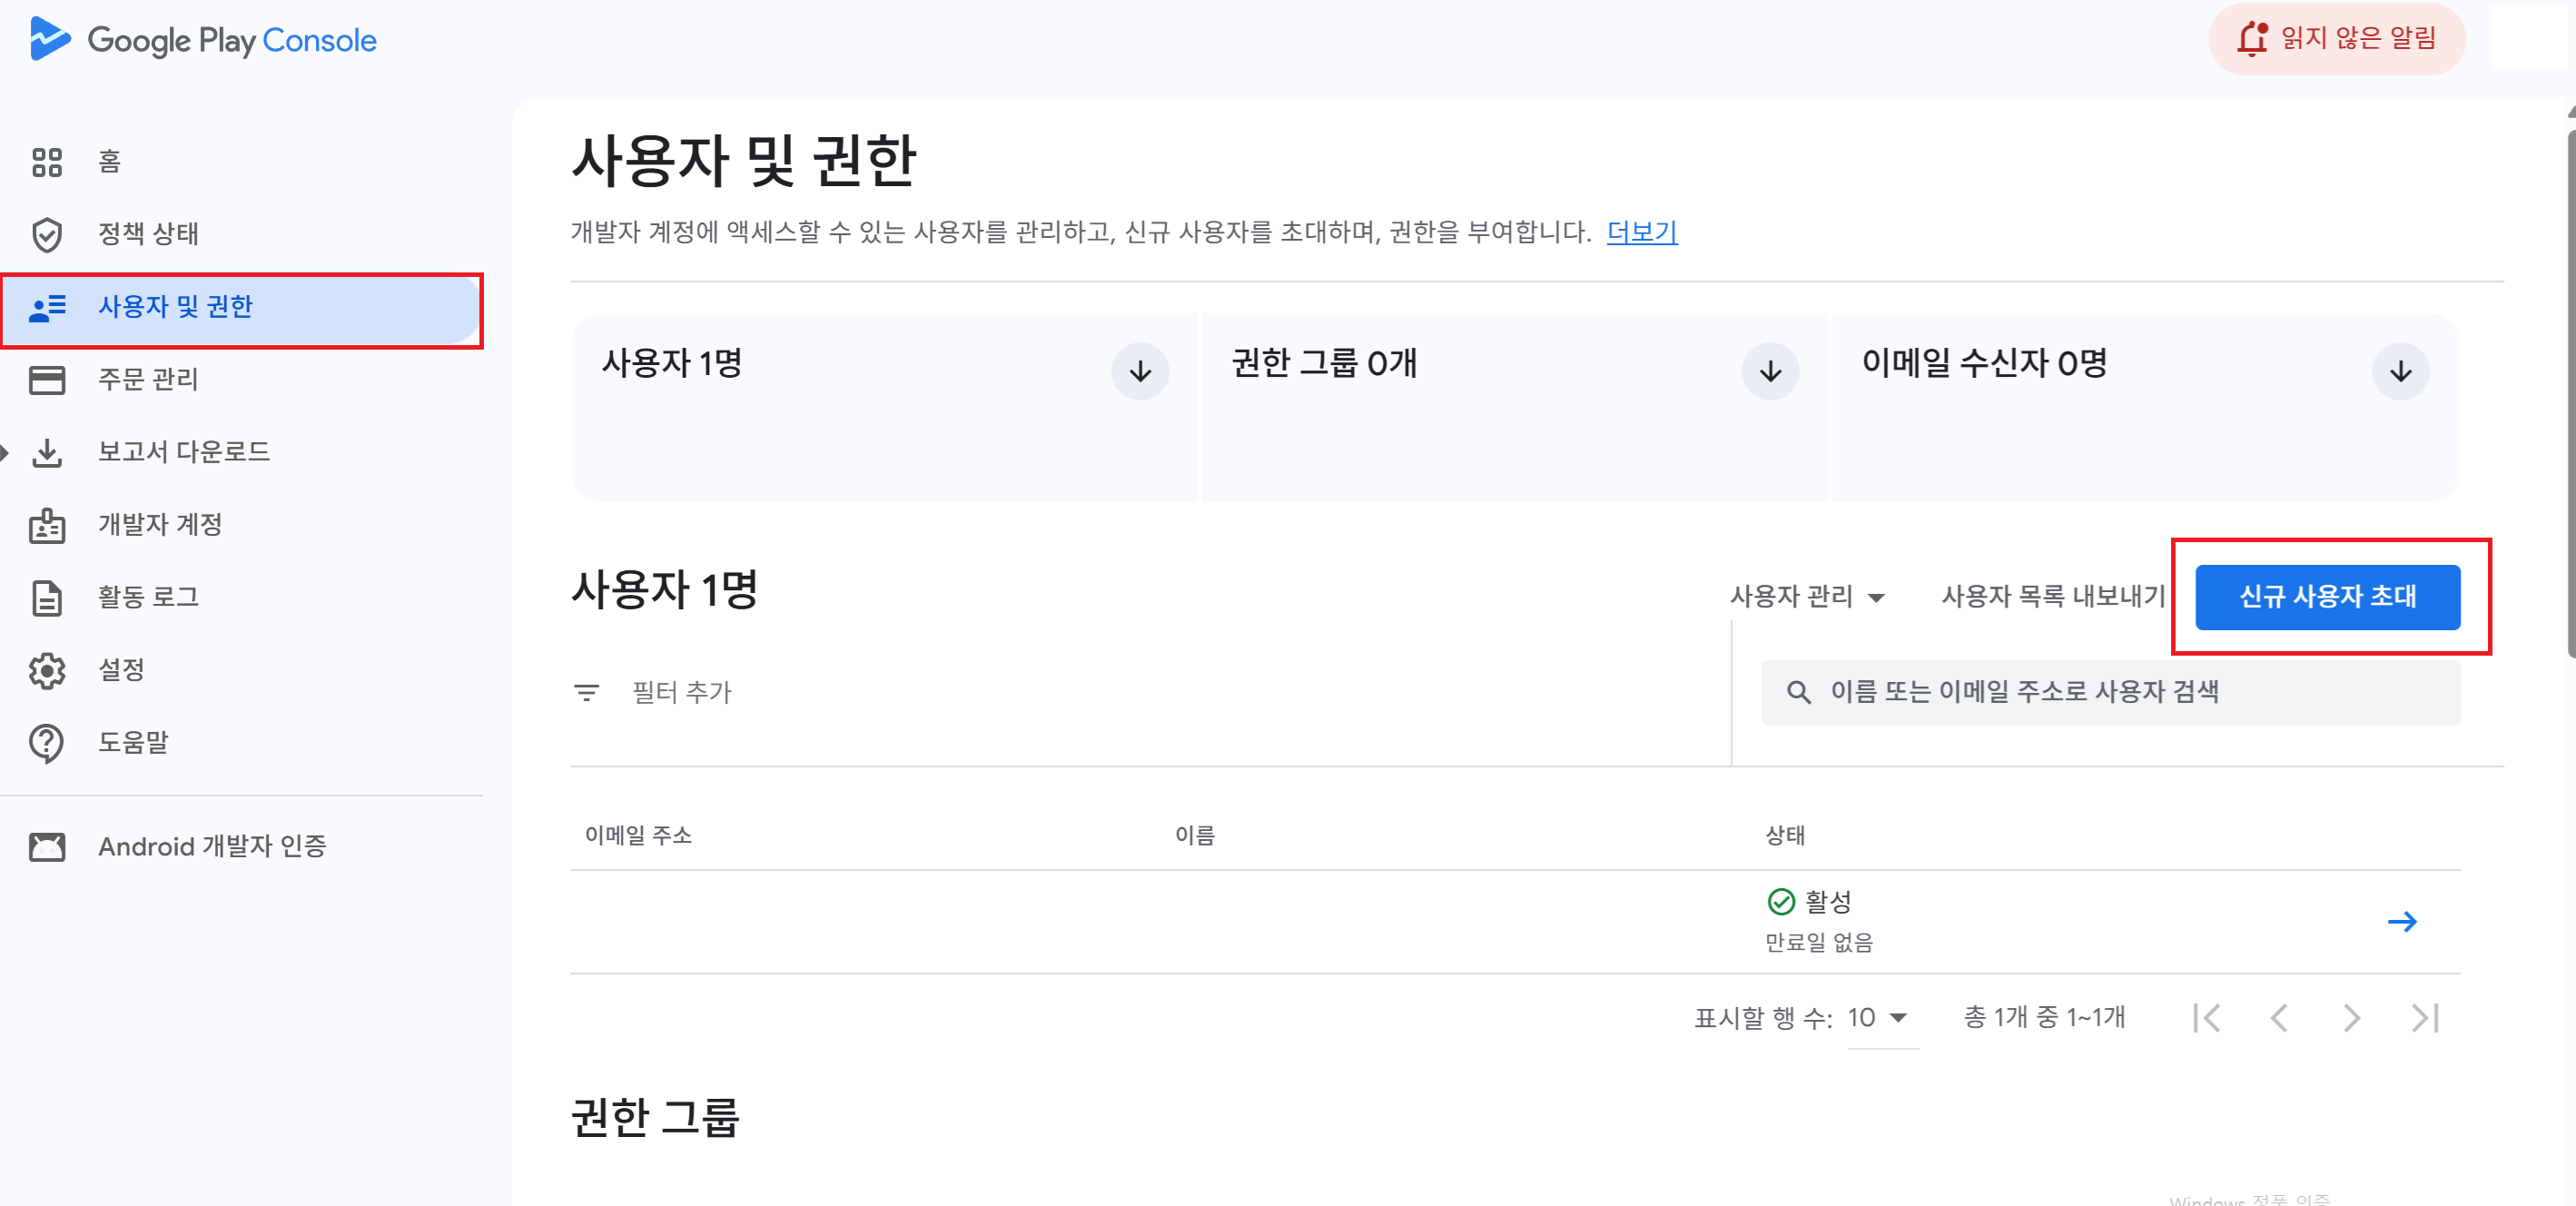 Google Play Console
읽지 않은 알림
홈
정책 상태
사용자 및 권한
주문 관리
보고서 다운로드
개발자 계정
활동 로그
설정
도움말
Android 개발자 인증
사용자 및 권한
개발자 계정에 액세스할 수 있는 사용자를 관리하고, 신규 사용자를 초대하며, 권한을 부여합니다. 더보기
사용자 1명
권한 그룹 0개
이메일 수신자 0명
사용자 1명
사용자 관리
사용자 목록 내보내기
신규 사용자 초대
필터 추가
이름 또는 이메일 주소로 사용자 검색
이메일 주소
이름
상태
활성
만료일 없음
표시할 행 수: 10
총 1개 중 1~1개
권한 그룹
Windows 정품 인증